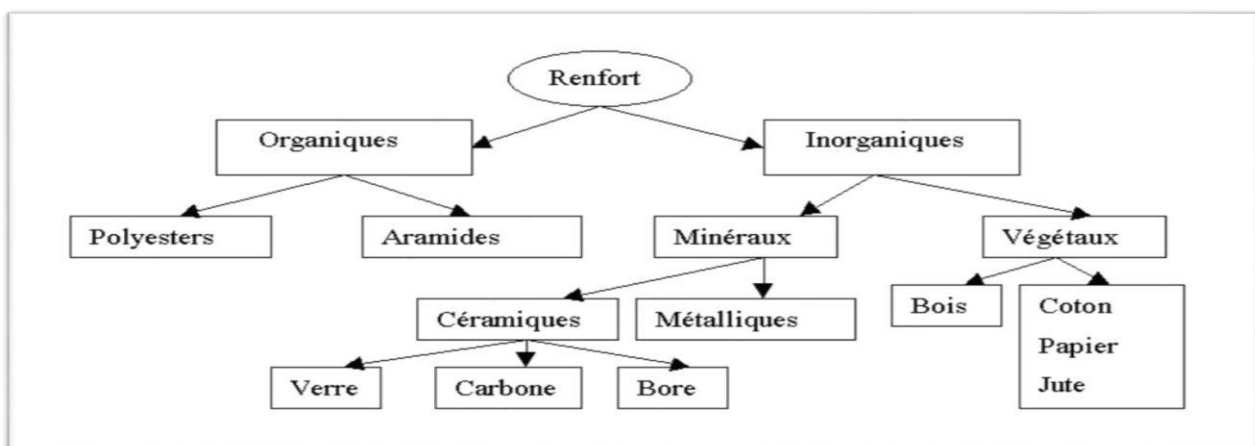 Renfort
Organiques
Inorganiques
Polyesters
Aramides
Minéraux
Végétaux
Céramiques
Métalliques
Bois
Coton
Papier
Jute
Verre
Carbone
Bore